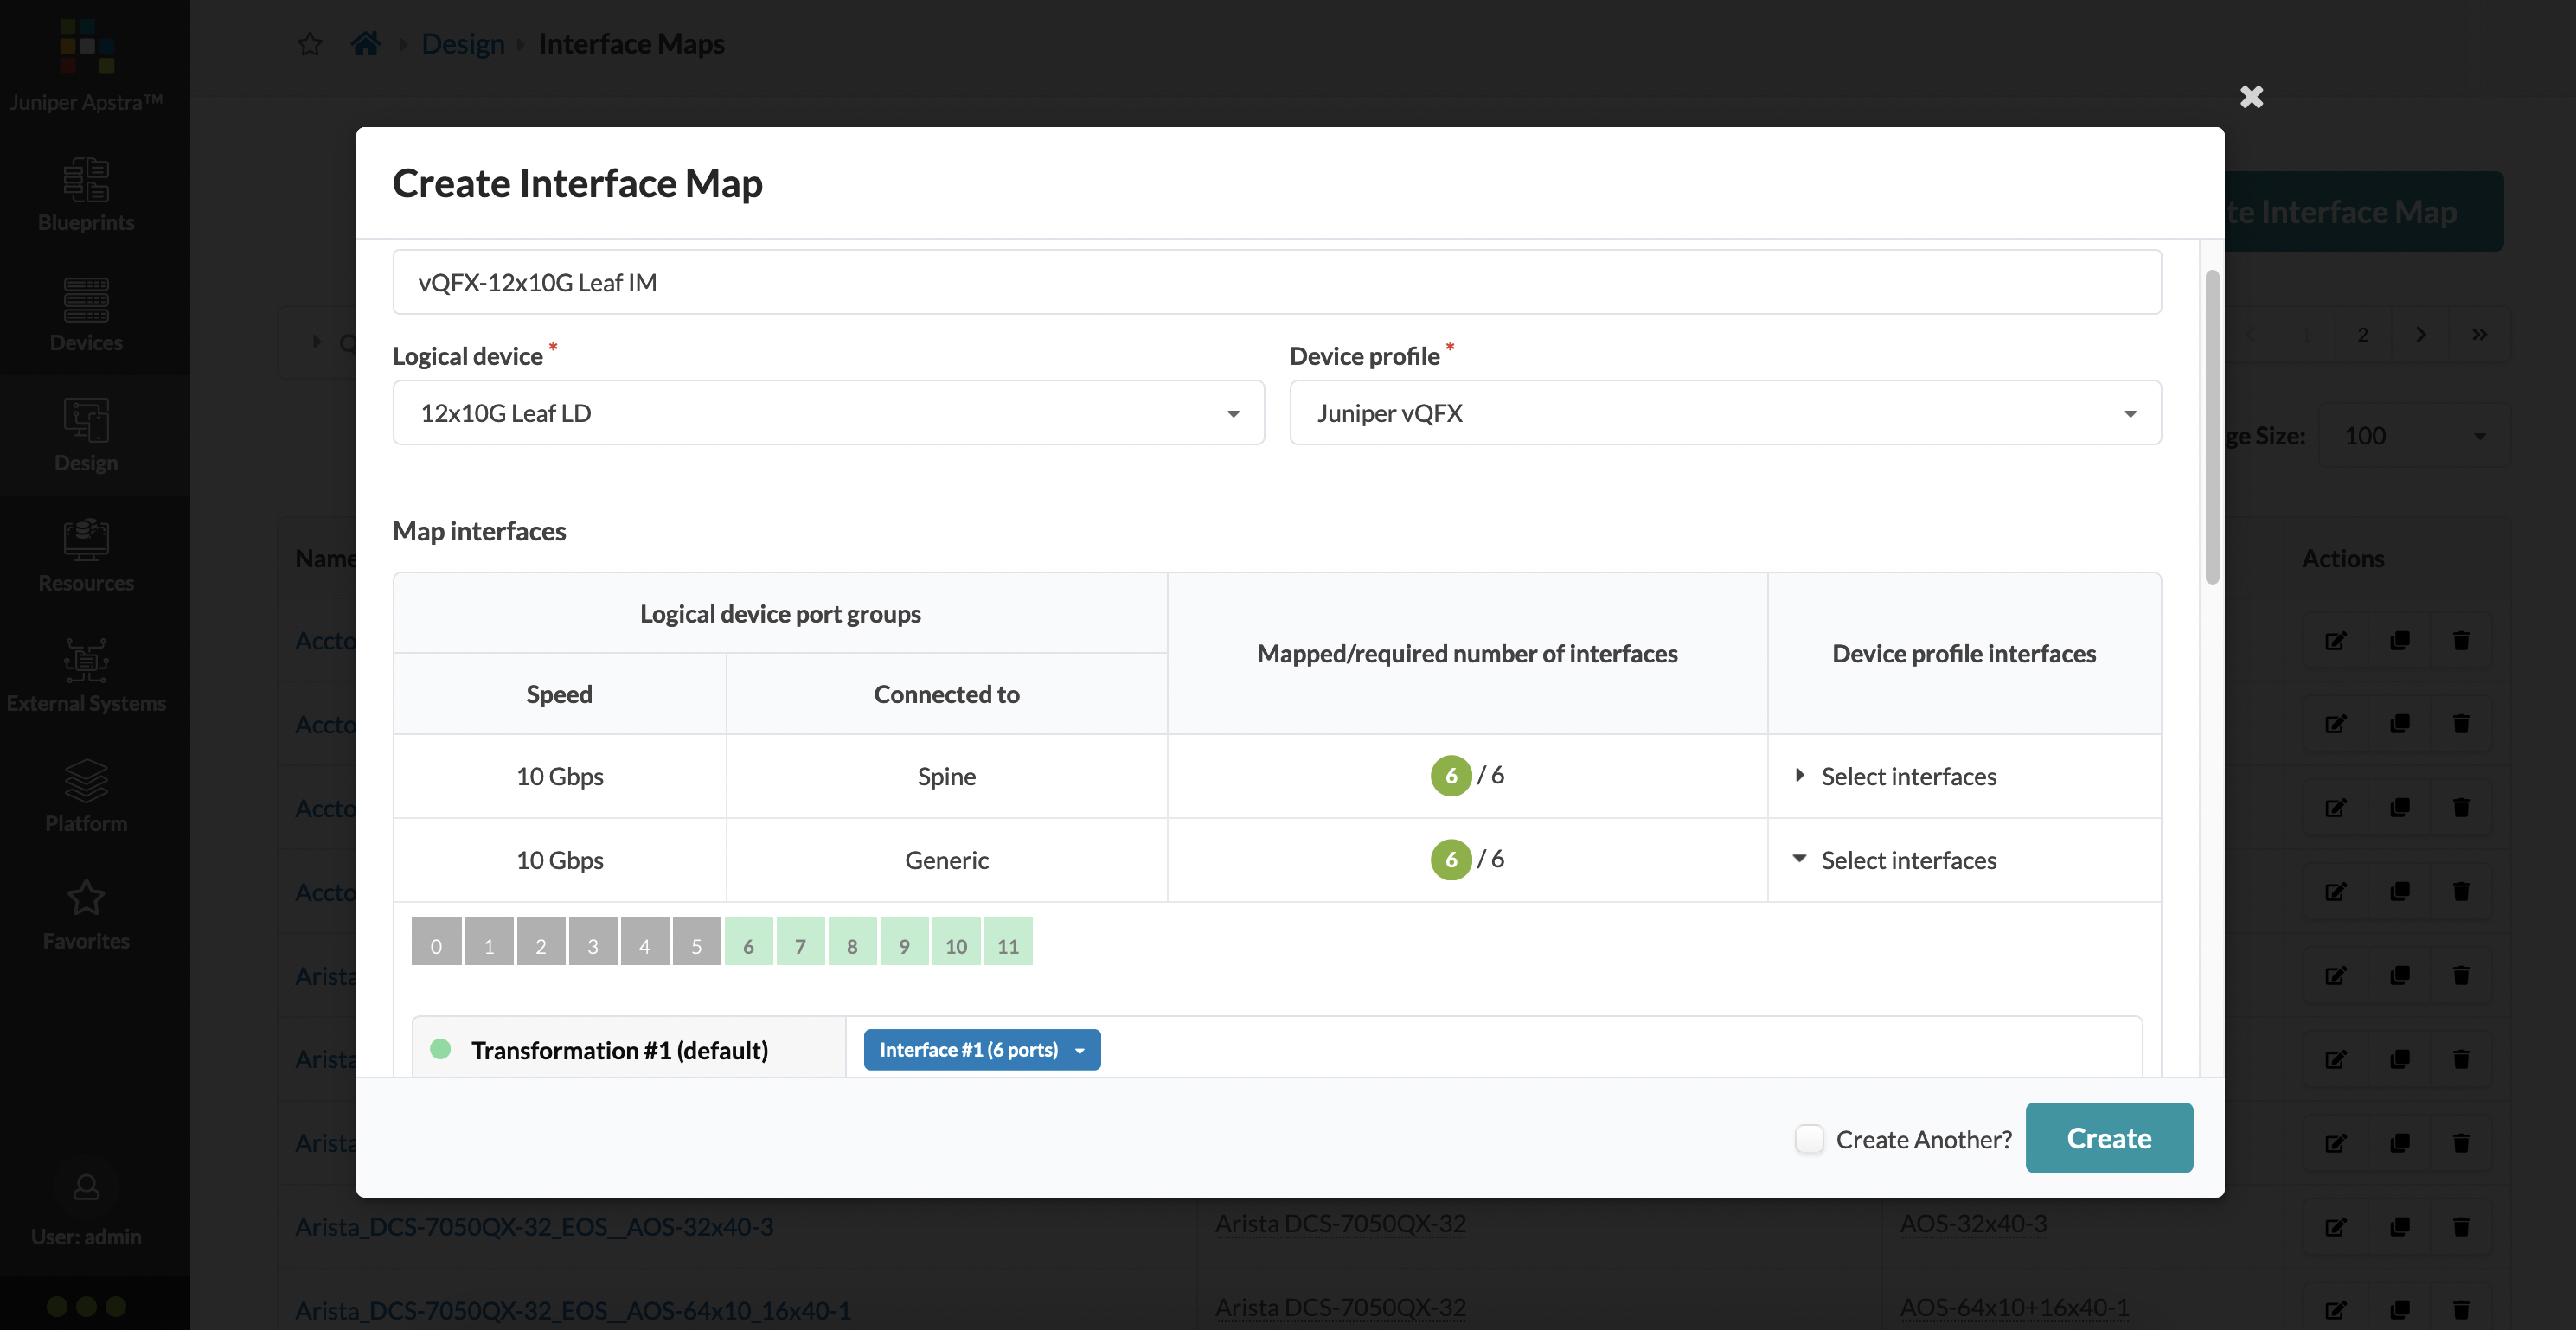 Juniper Apstra™
Blueprints
Devices
Design
Resources
External Systems
Platform
Favorites
User: admin
Design
Interface Maps
te Interface Map
Q
1
2
ge Size:
100
Name
Actions
Accto
Accto
Accto
Accto
Arista
Arista
Arista
Create Interface Map
vQFX-12x10G Leaf IM
Logical device *
Device profile *
12x10G Leaf LD
Juniper vQFX
Map interfaces
Logical device port groups
Mapped/required number of interfaces
Device profile interfaces
Speed
Connected to
10 Gbps
Spine
6 / 6
Select interfaces
10 Gbps
Generic
6 / 6
Select interfaces
0 1 2 3 4 5 6 7 8 9 10 11
Transformation #1 (default)
Interface #1 (6 ports)
Create Another?
Create
Arista_DCS-7050QX-32_EOS__AOS-32x40-3
Arista DCS-7050QX-32
AOS-32x40-3
Arista_DCS-7050QX-32_EOS__AOS-64x10_16x40-1
Arista DCS-7050QX-32
AOS-64x10+16x40-1